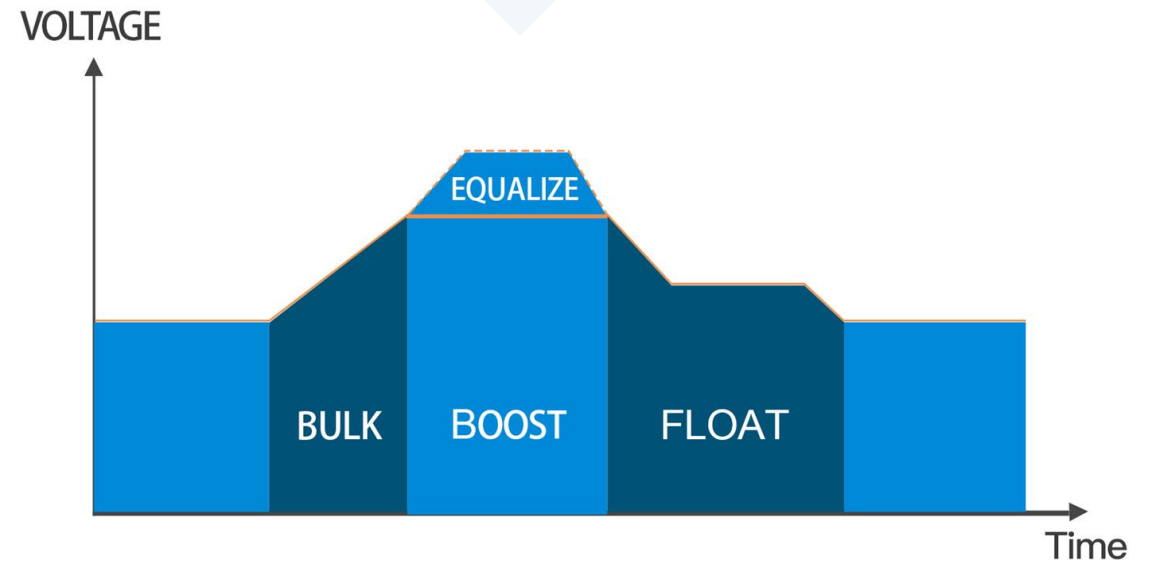 VOLTAGE
EQUALIZE
BULK
BOOST
FLOAT
Time